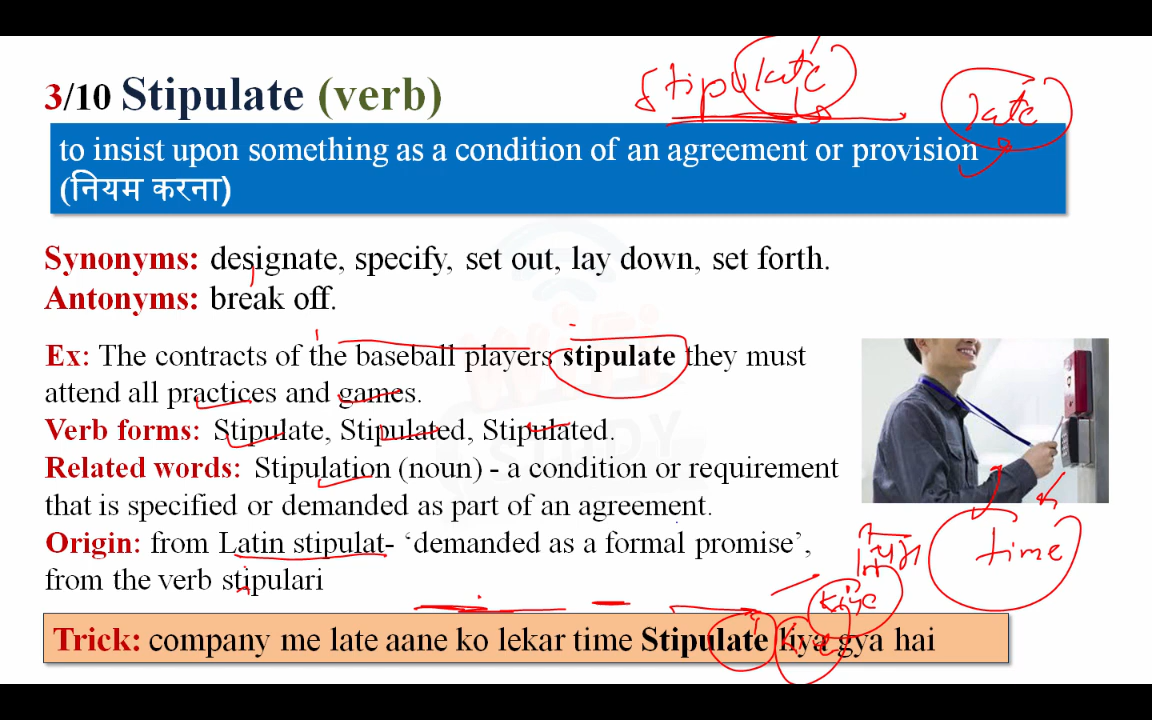 Stipulate
late
3/10 Stipulate (verb)
to insist upon something as a condition of an agreement or provision
(नियम करना)
Synonyms: designate, specify, set out, lay down, set forth.
Antonyms: break off.
Ex: The contracts of the baseball players stipulate they must
attend all practices and games.
Verb forms: Stipulate, Stipulated, Stipulated.
Related words: Stipulation (noun) - a condition or requirement
that is specified or demanded as part of an agreement.
Origin: from Latin stipulat- ‘demanded as a formal promise’,
from the verb stipulari
नियम
time
Trick: company me late aane ko lekar time Stipulate kiya gya hai